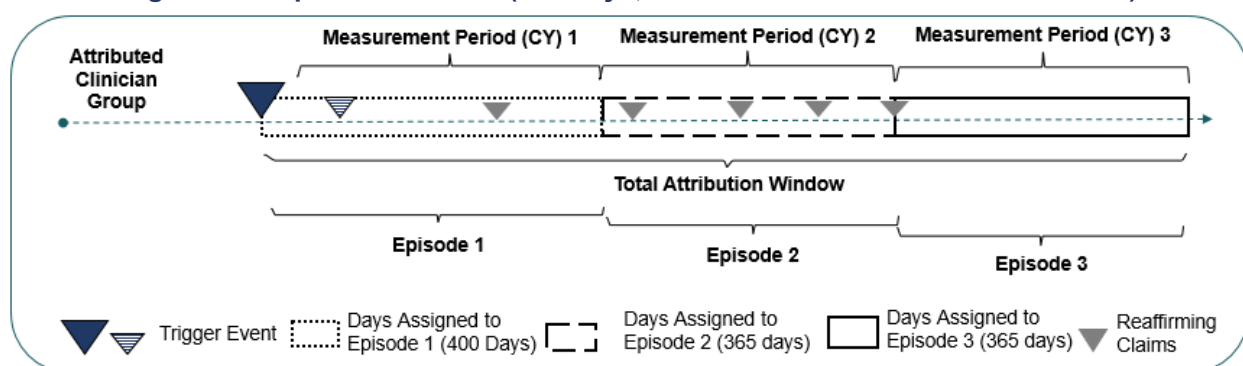 Measurement Period (CY) 1
Measurement Period (CY) 2
Measurement Period (CY) 3
Attributed
Clinician
Group
Total Attribution Window
Episode 1
Episode 2
Episode 3
Trigger Event
Days Assigned to
Episode 1 (400 Days)
Days Assigned to
Episode 2 (365 days)
Days Assigned to
Episode 3 (365 days)
Reaffirming
Claims